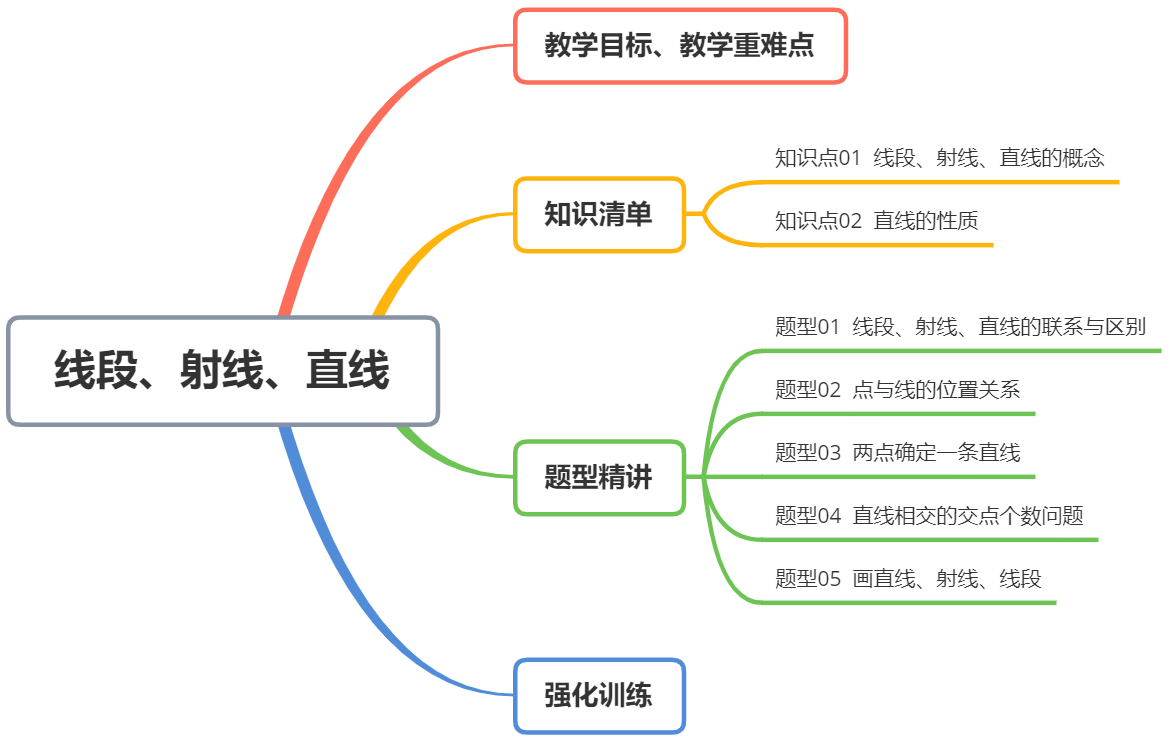 教学目标、教学重难点
知识点01 线段、射线、直线的概念
知识清单
知识点02 直线的性质
题型01 线段、射线、直线的联系与区别
线段、射线、直线
题型02 点与线的位置关系
题型03 两点确定一条直线
题型精讲
题型04 直线相交的交点个数问题
题型05 画直线、射线、线段
强化训练